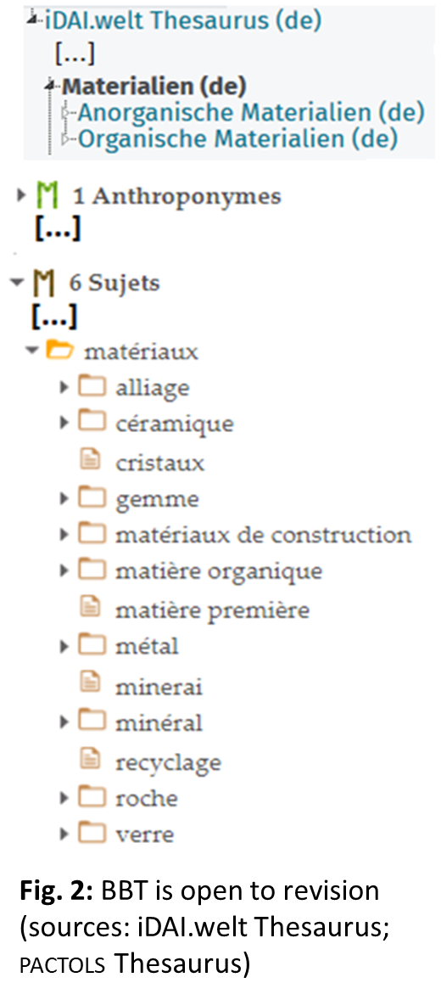 iDAI.welt Thesaurus (de)
[...]
Materialien (de)
Anorganische Materialien (de)
Organische Materialien (de)
1 Anthroponymes
[...]
6 Sujets
[...]
matériaux
alliage
céramique
cristaux
gemme
matériaux de construction
matière organique
matière première
métal
minerai
minéral
recyclage
roche
verre
Fig. 2: BBT is open to revision
(sources: iDAI.welt Thesaurus;
PACTOLS Thesaurus)